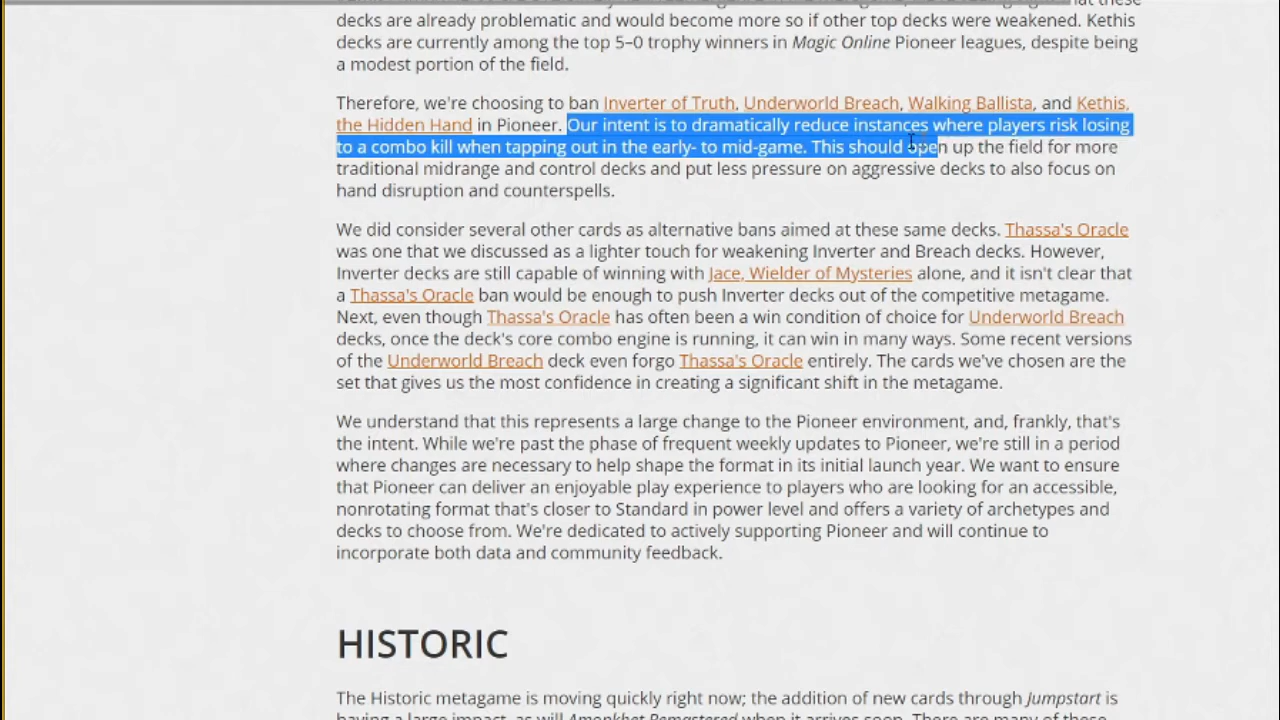 decks are already problematic and would become more so if other top decks were weakened. Kethis
decks are currently among the top 5–0 trophy winners in Magic Online Pioneer leagues, despite being
a modest portion of the field.
Therefore, we're choosing to ban Inverter of Truth, Underworld Breach, Walking Ballista, and Kethis,
the Hidden Hand in Pioneer. Our intent is to dramatically reduce instances where players risk losing
to a combo kill when tapping out in the early- to mid-game. This should open up the field for more
traditional midrange and control decks and put less pressure on aggressive decks to also focus on
hand disruption and counterspells.
We did consider several other cards as alternative bans aimed at these same decks. Thassa's Oracle
was one that we discussed as a lighter touch for weakening Inverter and Breach decks. However,
Inverter decks are still capable of winning with Jace, Wielder of Mysteries alone, and it isn't clear that
a Thassa's Oracle ban would be enough to push Inverter decks out of the competitive metagame.
Next, even though Thassa's Oracle has often been a win condition of choice for Underworld Breach
decks, once the deck's core combo engine is running, it can win in many ways. Some recent versions
of the Underworld Breach deck even forgo Thassa's Oracle entirely. The cards we've chosen are the
set that gives us the most confidence in creating a significant shift in the metagame.
We understand that this represents a large change to the Pioneer environment, and, frankly, that's
the intent. While we're past the phase of frequent weekly updates to Pioneer, we're still in a period
where changes are necessary to help shape the format in its initial launch year. We want to ensure
that Pioneer can deliver an enjoyable play experience to players who are looking for an accessible,
nonrotating format that's closer to Standard in power level and offers a variety of archetypes and
decks to choose from. We're dedicated to actively supporting Pioneer and will continue to
incorporate both data and community feedback.
HISTORIC
The Historic metagame is moving quickly right now; the addition of new cards through Jumpstart is
having a large impact, as will Amonkhet Remastered when it arrives soon. There are many of these